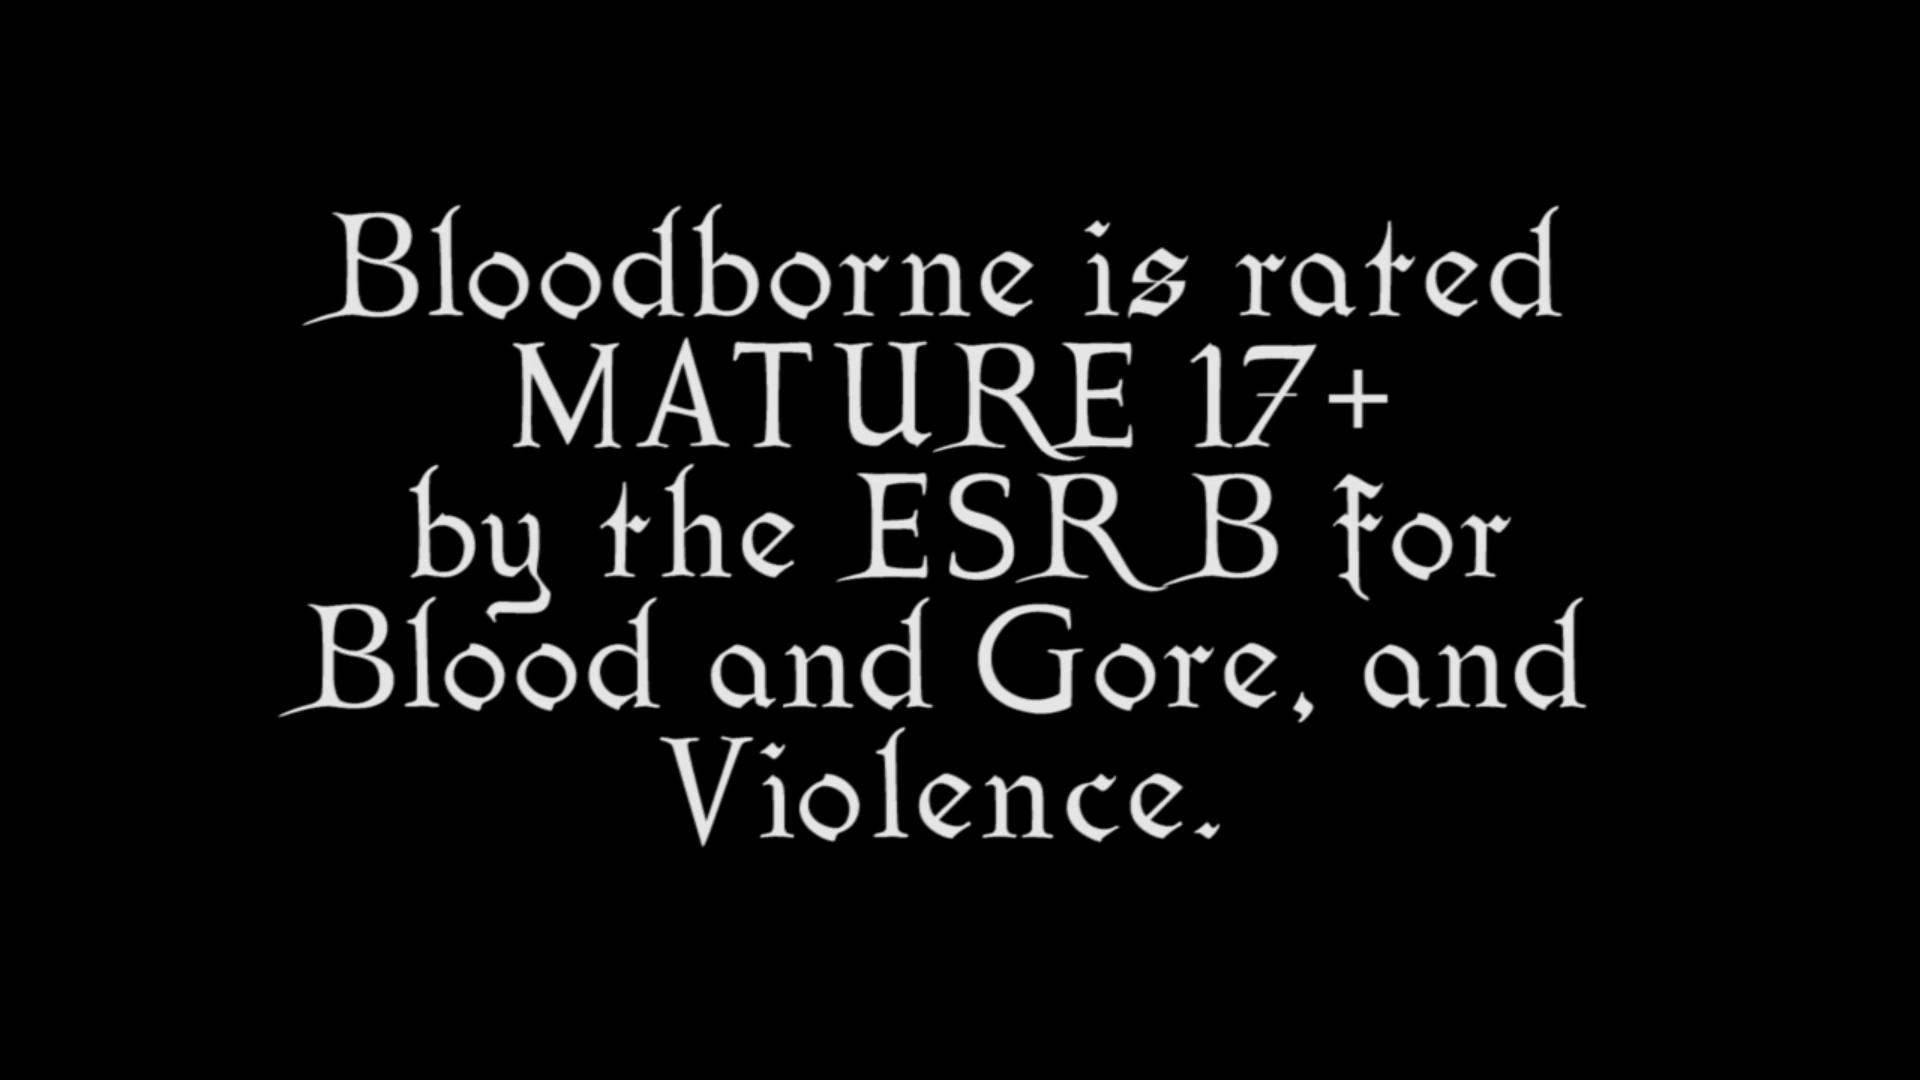 Bloodborne is rated
MATURE 17+
by the ESRB for
Blood and Gore, and
Violence.